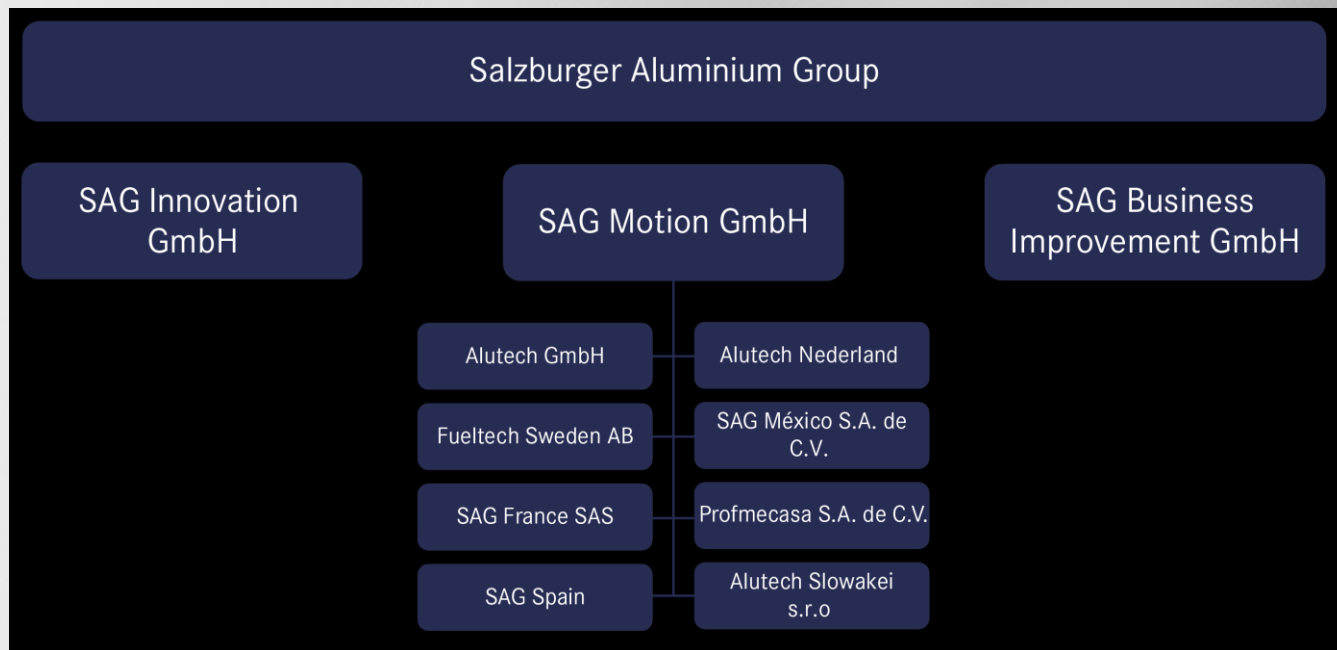 Salzburger Aluminium Group
SAG Innovation
GmbH
SAG Motion GmbH
SAG Business
Improvement GmbH
Alutech GmbH
Alutech Nederland
Fueltech Sweden AB
SAG México S.A. de
C.V.
SAG France SAS
Profmecasa S.A. de C.V.
SAG Spain
Alutech Slowakei
s.r.o